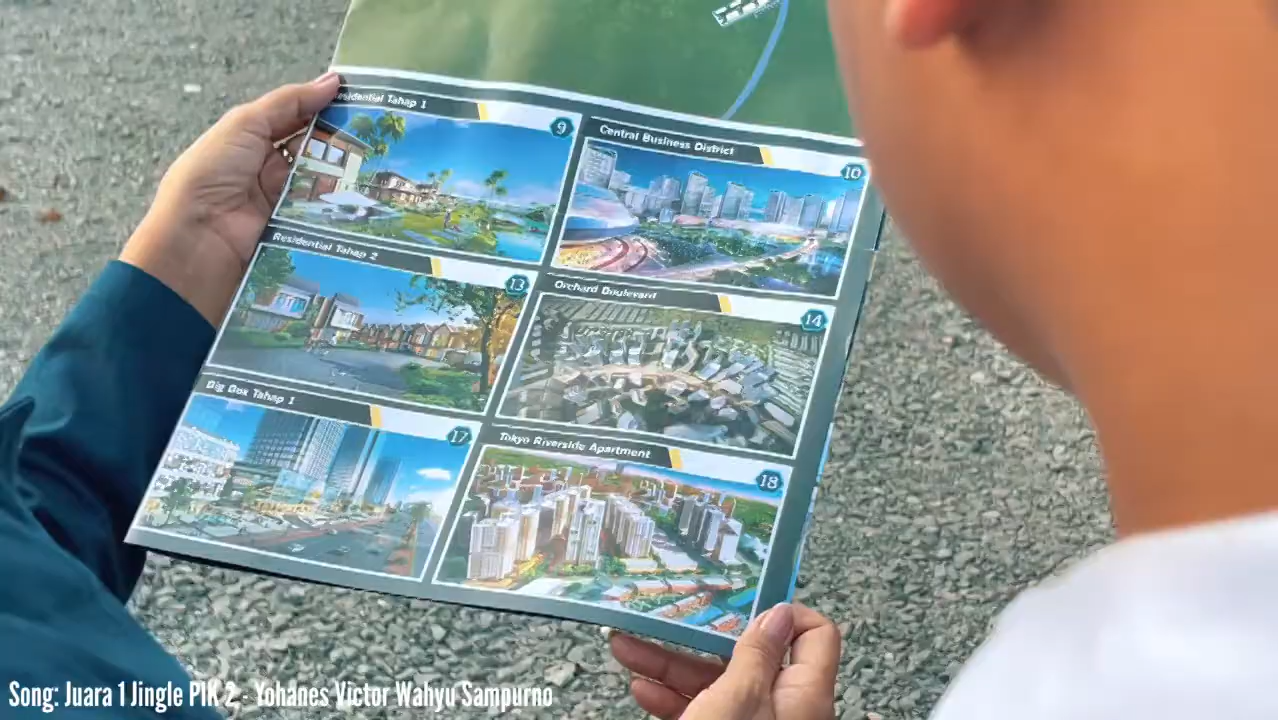 Residential Tahap 1
9
Central Business District
10
Residential Tahap 2
13
Orchard Boulevard
14
Big Box Tahap 1
17
Tokyo Riverside Apartment
18
Song: Juara 1 Jingle PIK 2 - Yohanes Victor Wahyu Sampurno